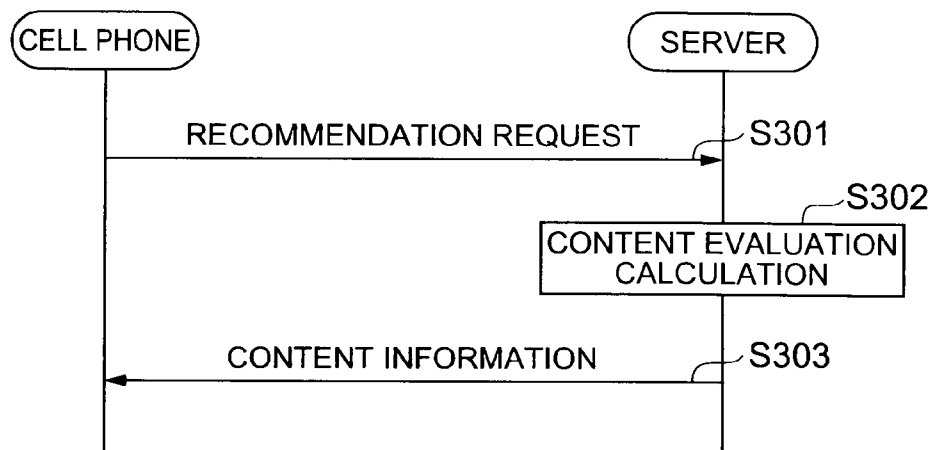 CELL PHONE
SERVER
RECOMMENDATION REQUEST
S301
S302
CONTENT EVALUATION
CALCULATION
CONTENT INFORMATION
S303